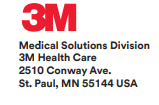 3M
Medical Solutions Division
3M Health Care
2510 Conway Ave.
St. Paul, MN 55144 USA